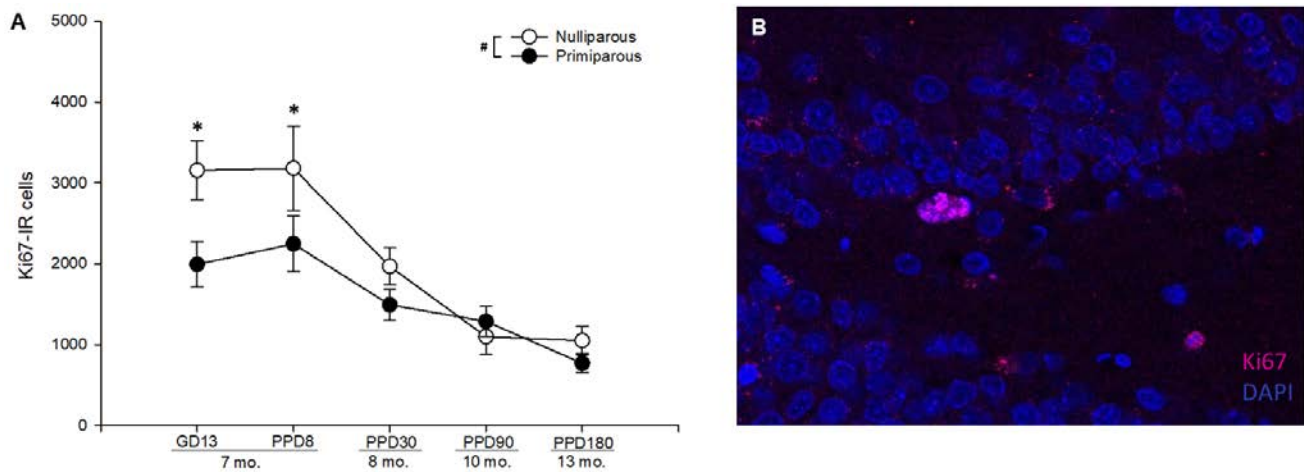 A
5000
4000
3000
2000
1000
0
Ki67-IR cells
#
Nulliparous
Primiparous
*
*
GD13 PPD8 PPD30 PPD90 PPD180
7 mo. 8 mo. 10 mo. 13 mo.
B
Ki67
DAPI